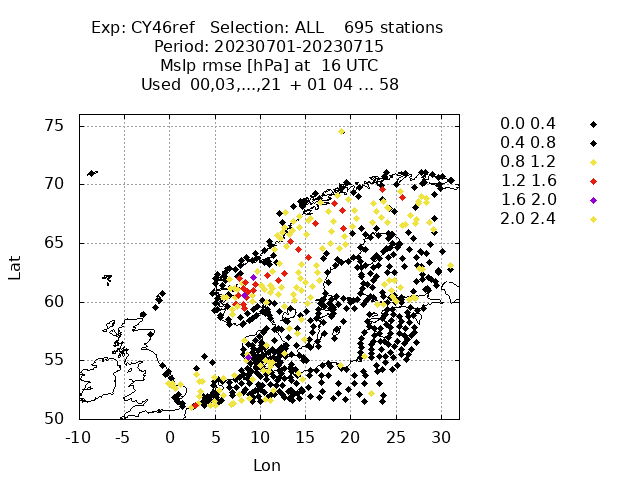 Exp: CY46ref   Selection: ALL    695 stations
Period: 20230701-20230715
Mslp rmse [hPa] at  16 UTC
Used  00,03,...,21  + 01 04 ... 58
75
70
65
60
55
50
Lat
-10 -5 0 5 10 15 20 25 30
Lon
0.0 0.4
0.4 0.8
0.8 1.2
1.2 1.6
1.6 2.0
2.0 2.4